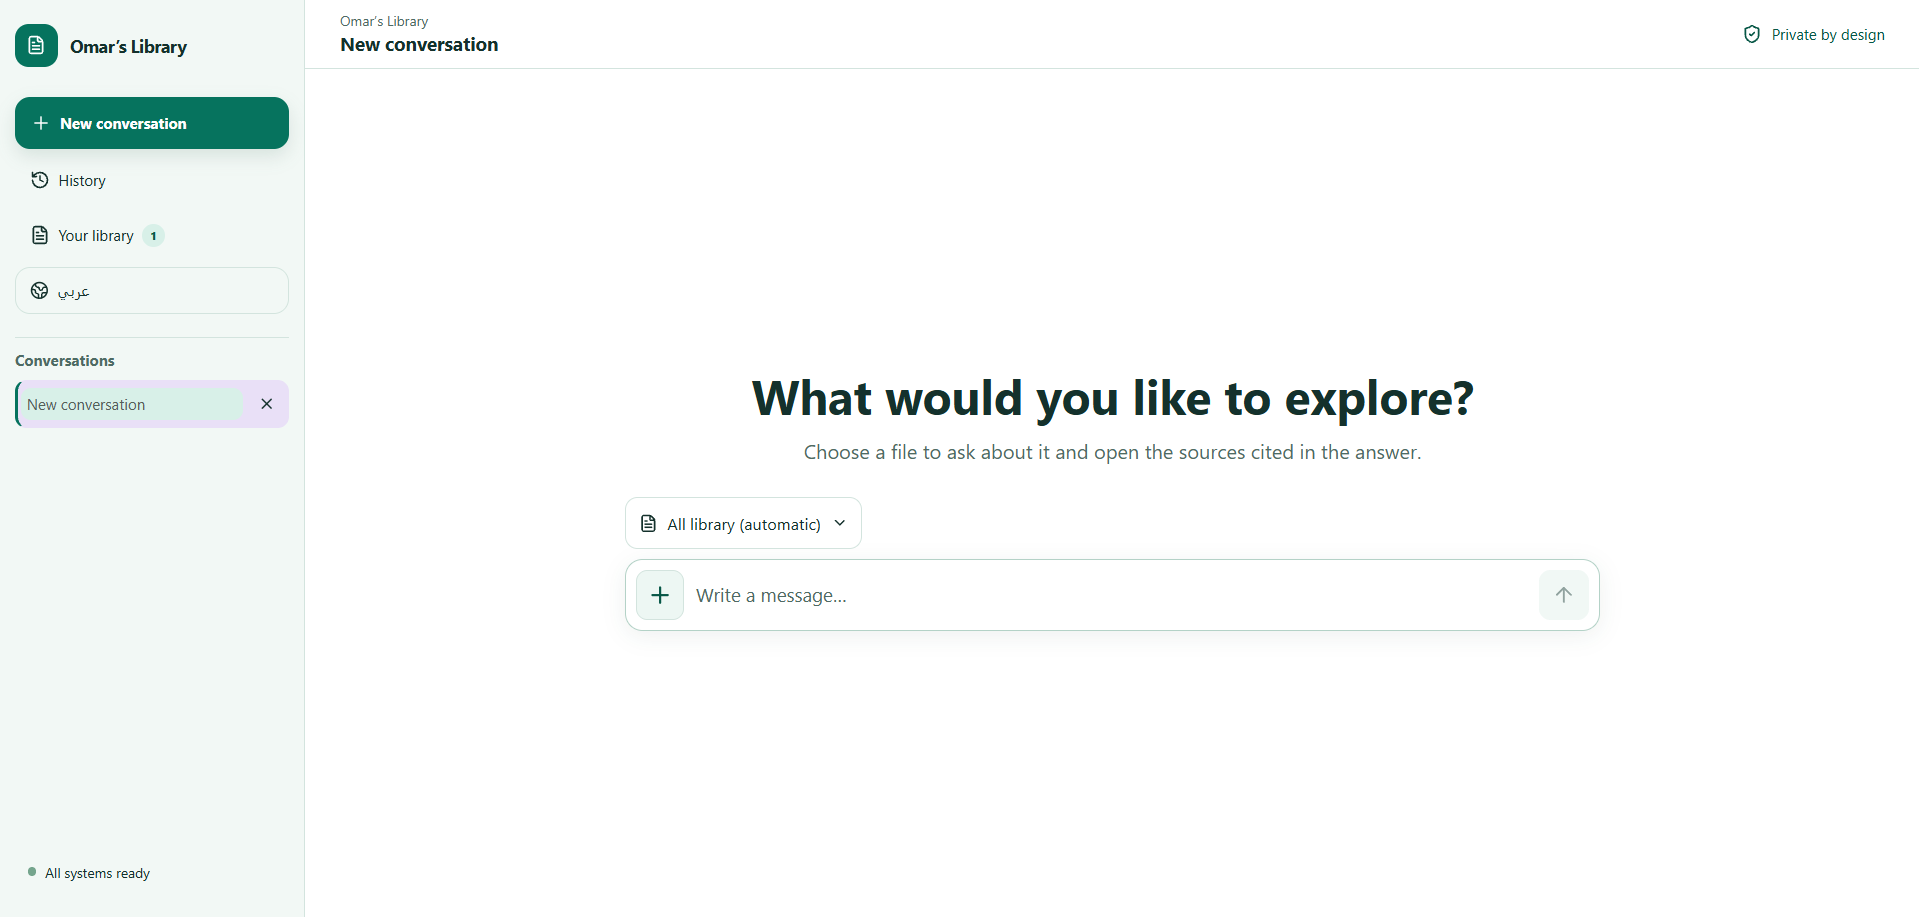 Omar’s Library
New conversation
History
Your library 1
عربي
Conversations
New conversation
All systems ready
Omar’s Library
New conversation
Private by design
What would you like to explore?
Choose a file to ask about it and open the sources cited in the answer.
All library (automatic)
Write a message...